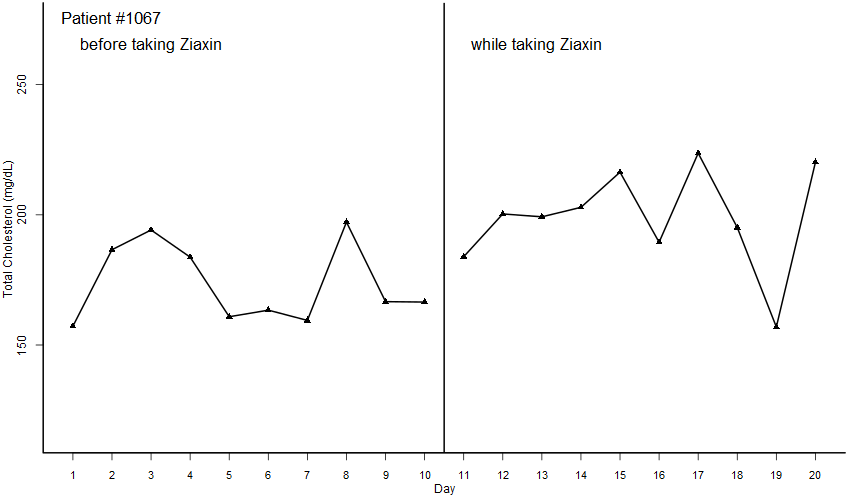 Patient #1067
before taking Ziaxin
while taking Ziaxin
Total Cholesterol (mg/dL)
250
200
150
1 2 3 4 5 6 7 8 9 10 11 12 13 14 15 16 17 18 19 20
Day